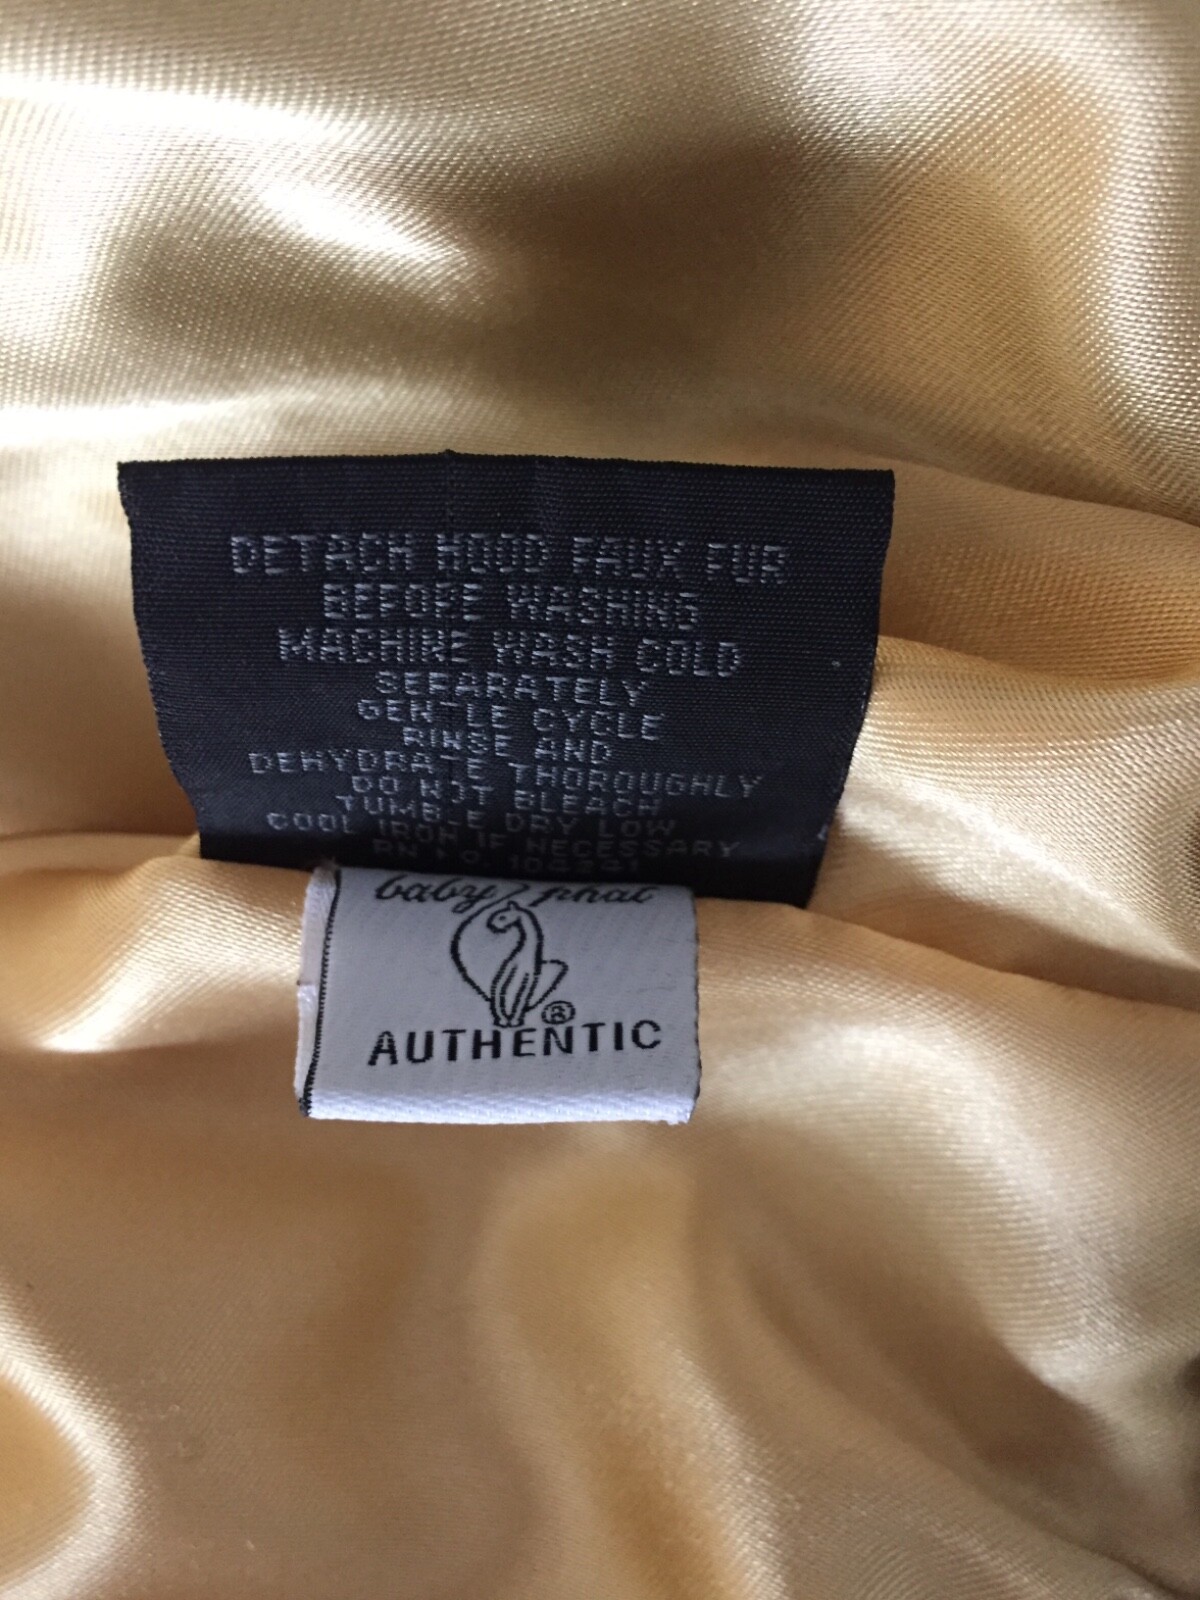 DETACH HOOD FAUX FUR
BEFORE WASHING
MACHINE WASH COLD
SEPARATELY
GENTLE CYCLE
RINSE AND
DEHYDRATE THOROUGHLY
DO NOT BLEACH
TUMBLE DRY LOW
COOL IRON IF NECESSARY
RN
baby phat
®
AUTHENTIC